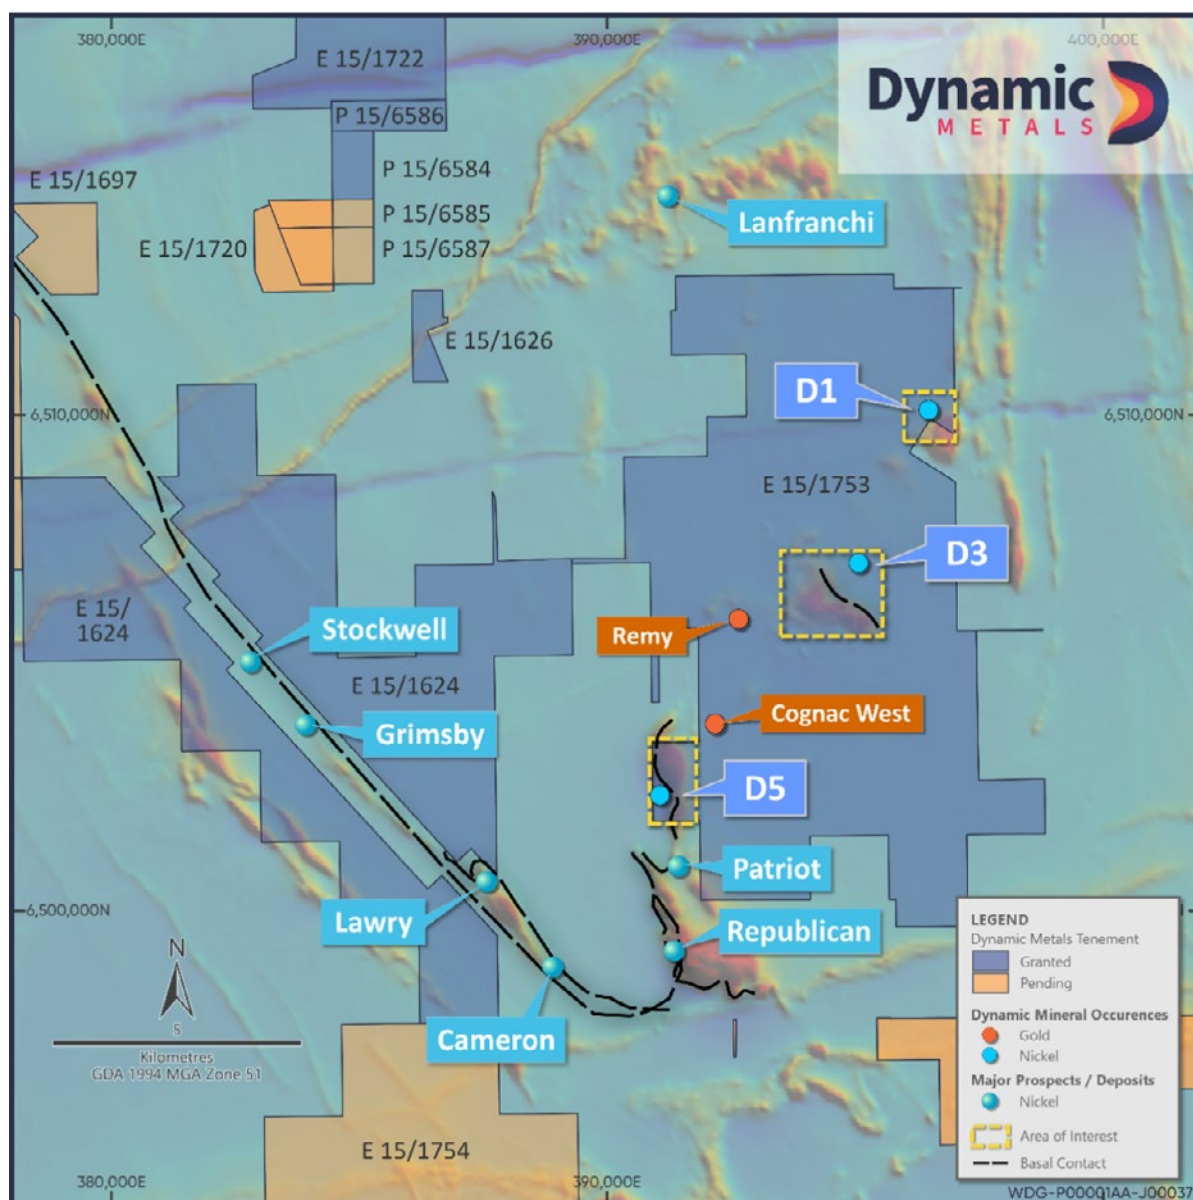 380,000E
390,000E
400,000E
Dynamic
METALS
E 15/1722
P 15/6586
P 15/6584
E 15/1697
P 15/6585
E 15/1720
P 15/6587
Lanfranchi
E 15/1626
D1
6,510,000N
6,510,000N
E 15/1753
D3
E 15/
1624
Stockwell
Remy
E 15/1624
Cognac West
Grimsby
D5
Patriot
6,500,000N
Lawry
Republican
N
5
Kilometres
GDA 1994 MGA Zone 51
Cameron
LEGEND
Dynamic Metals Tenement
Granted
Pending
Dynamic Mineral Occurences
Gold
Nickel
Major Prospects / Deposits
Nickel
Area of Interest
Basal Contact
E 15/1754
380,000E
390,000E
WDG-P00001AA-J00037